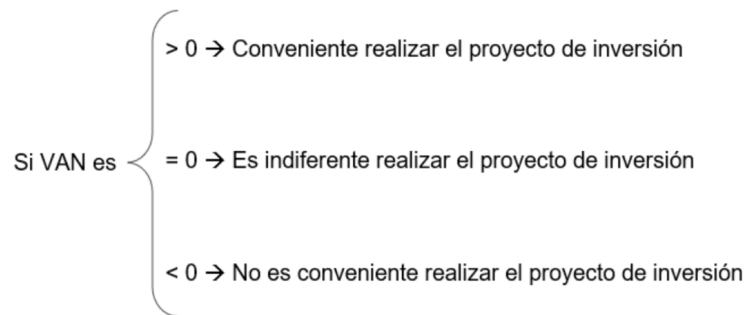 > 0 → Conveniente realizar el proyecto de inversión
Si VAN es
= 0 → Es indiferente realizar el proyecto de inversión
< 0 → No es conveniente realizar el proyecto de inversión